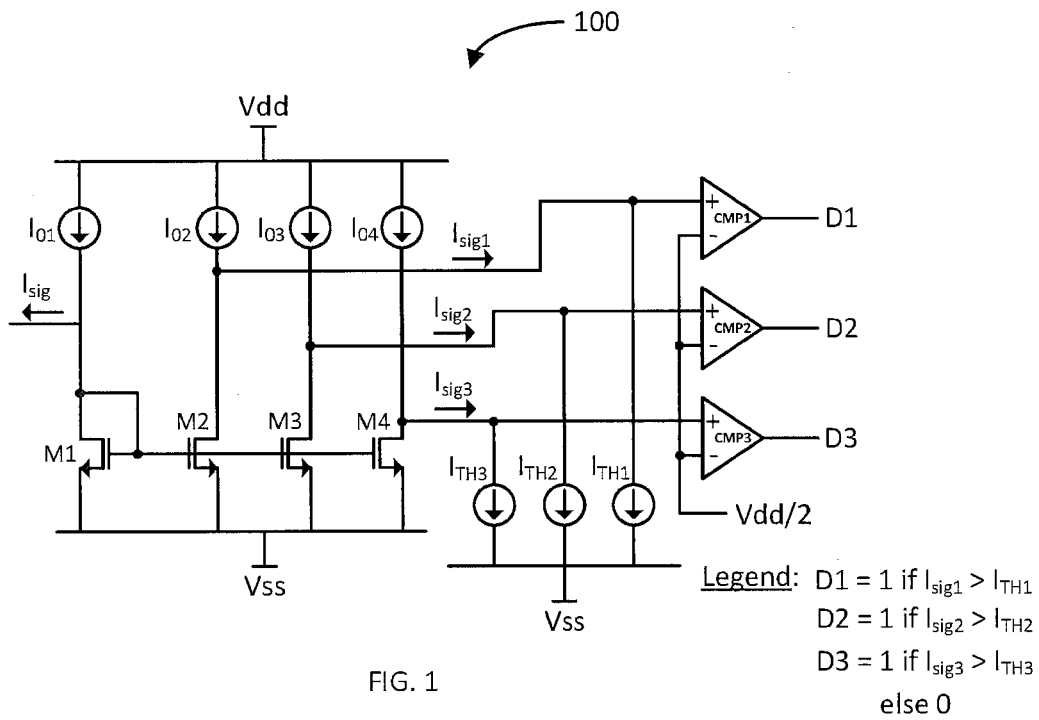 100
Vdd
I01 I02 I03 I04
Isig
Isig1
Isig2
Isig3
CMP1
D1
CMP2
D2
CMP3
D3
+
-
+
-
+
-
M1 M2 M3 M4
ITH3 ITH2 ITH1
Vdd/2
Vss
Vss
Legend: D1 = 1 if Isig1 > ITH1
D2 = 1 if Isig2 > ITH2
D3 = 1 if Isig3 > ITH3
else 0
FIG. 1